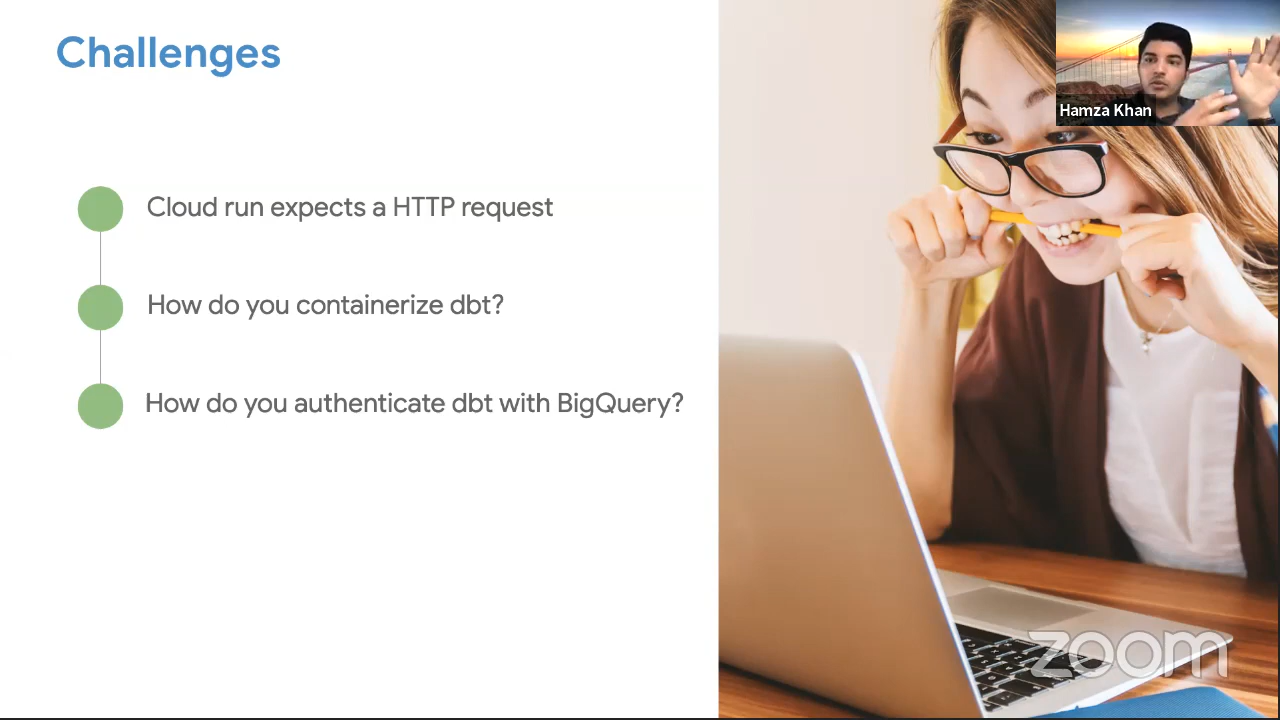 Challenges
Hamza Khan
Cloud run expects a HTTP request
How do you containerize dbt?
How do you authenticate dbt with BigQuery?
zoom